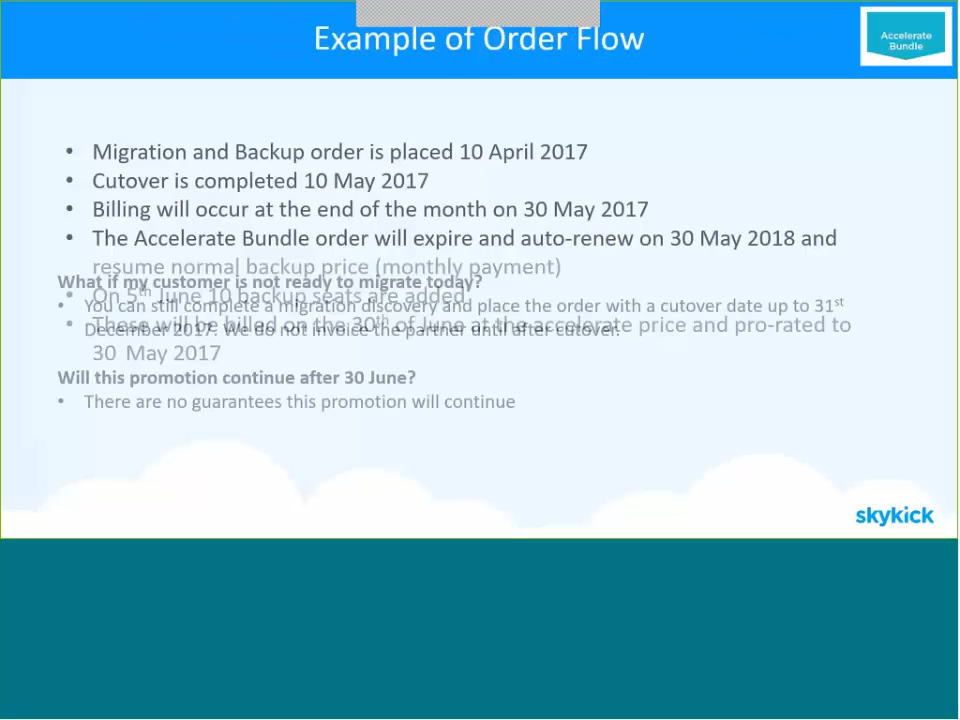 Example of Order Flow
Accelerate
Bundle
• Migration and Backup order is placed 10 April 2017
• Cutover is completed 10 May 2017
• Billing will occur at the end of the month on 30 May 2017
• The Accelerate Bundle order will expire and auto-renew on 30 May 2018 and
resume normal backup price (monthly payment)
• On 5th June 10 backup seats are added
• These will be billed on the 30th of June at the accelerate price and pro-rated to
30 May 2017
What if my customer is not ready to migrate today?
• You can still complete a migration discovery and place the order with a cutover date up to 31st
December 2017. We do not invoice the partner until after cutover.
Will this promotion continue after 30 June?
• There are no guarantees this promotion will continue
skykick